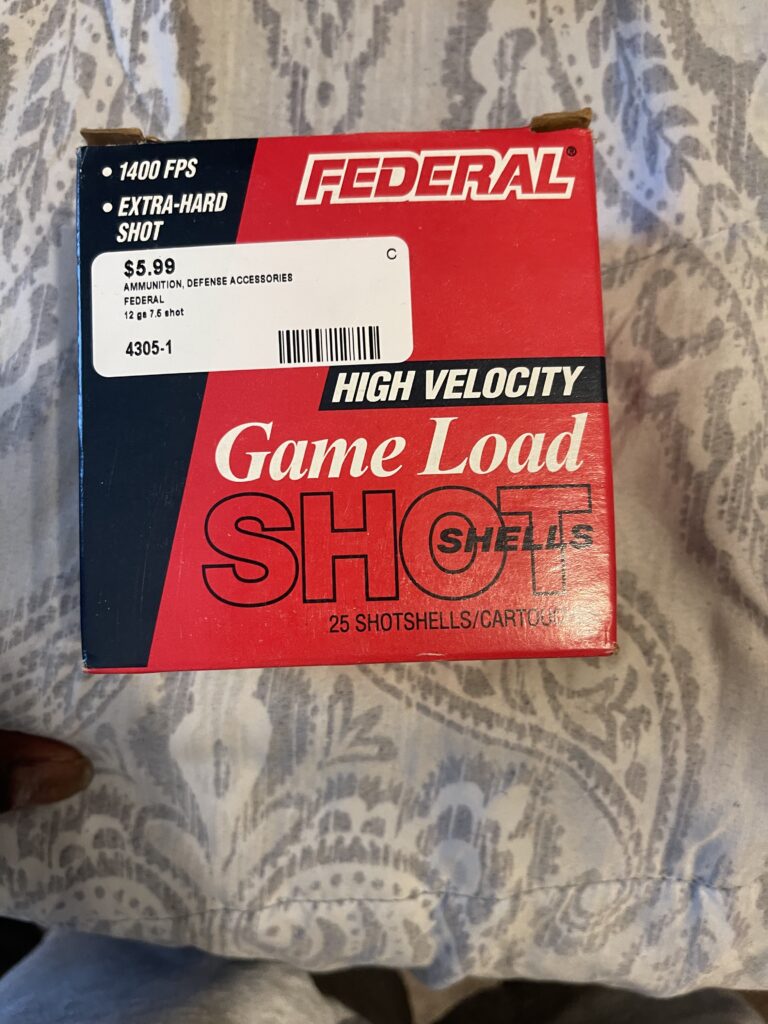 • 1400 FPS
• EXTRA-HARD
SHOT
FEDERAL®
$5.99
C
AMMUNITION, DEFENSE ACCESSORIES
FEDERAL
12 ga 7.5 shot
4305-1
HIGH VELOCITY
Game Load
SHOT
SHELLS
25 SHOTSHELLS/